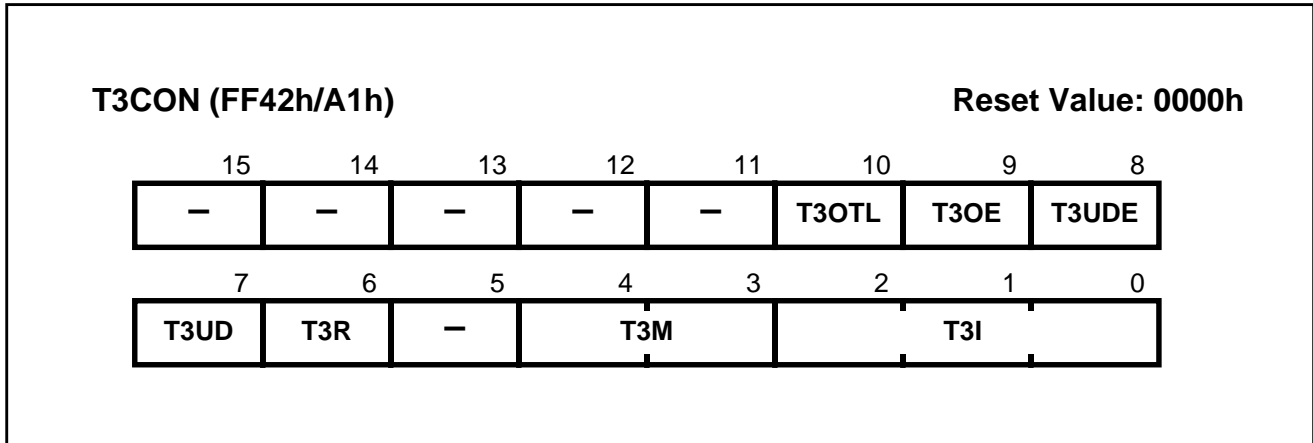 T3CON (FF42h/A1h) Reset Value: 0000h
15 14 13 12 11 10 9 8
– – – – – T3OTL T3OE T3UDE
7 6 5 4 3 2 1 0
T3UD T3R – T3M T3I